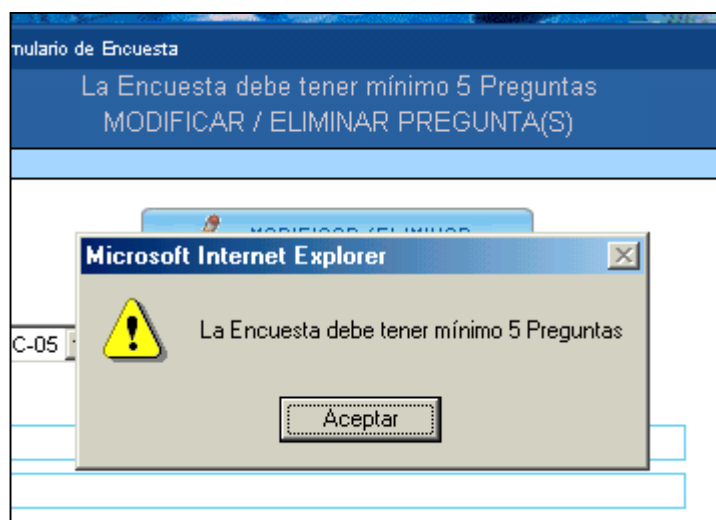 mulario de Encuesta
La Encuesta debe tener mínimo 5 Preguntas
MODIFICAR / ELIMINAR PREGUNTA(S)
Microsoft Internet Explorer
La Encuesta debe tener mínimo 5 Preguntas
C-05
Aceptar